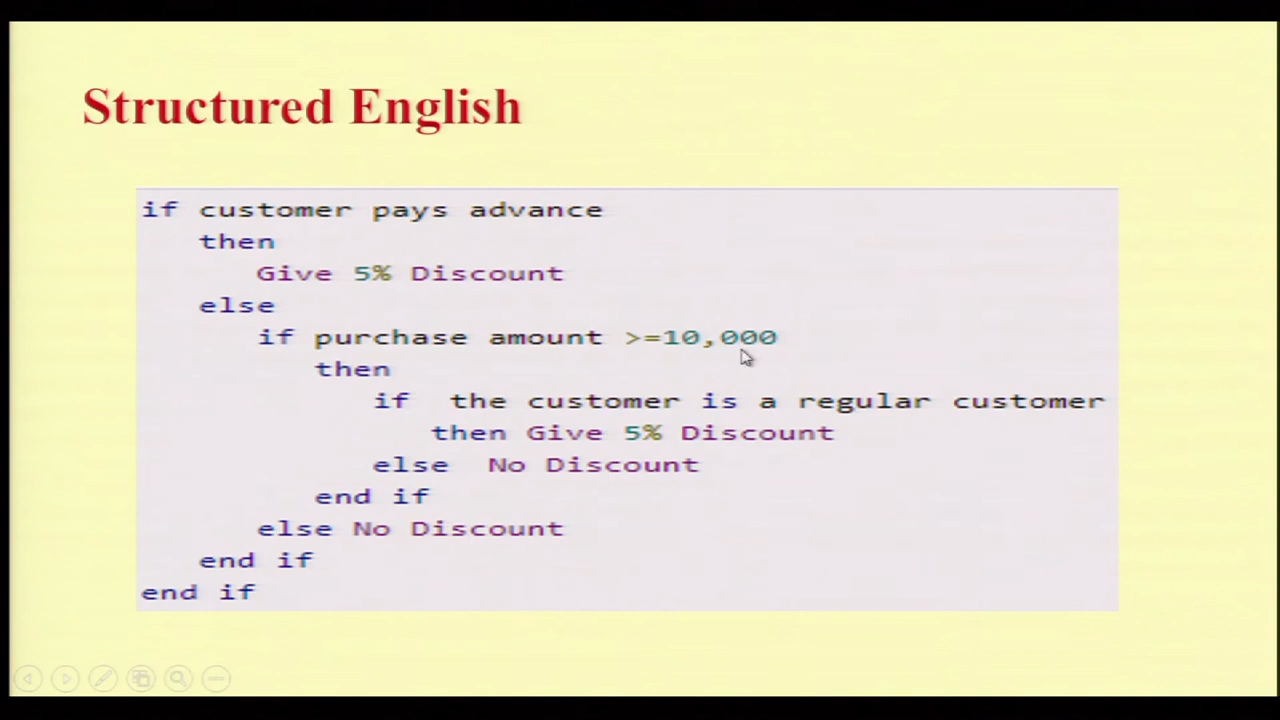 Structured English
if customer pays advance
then
Give 5% Discount
else
if purchase amount >=10,000
then
if the customer is a regular customer
then Give 5% Discount
else No Discount
end if
else No Discount
end if
end if